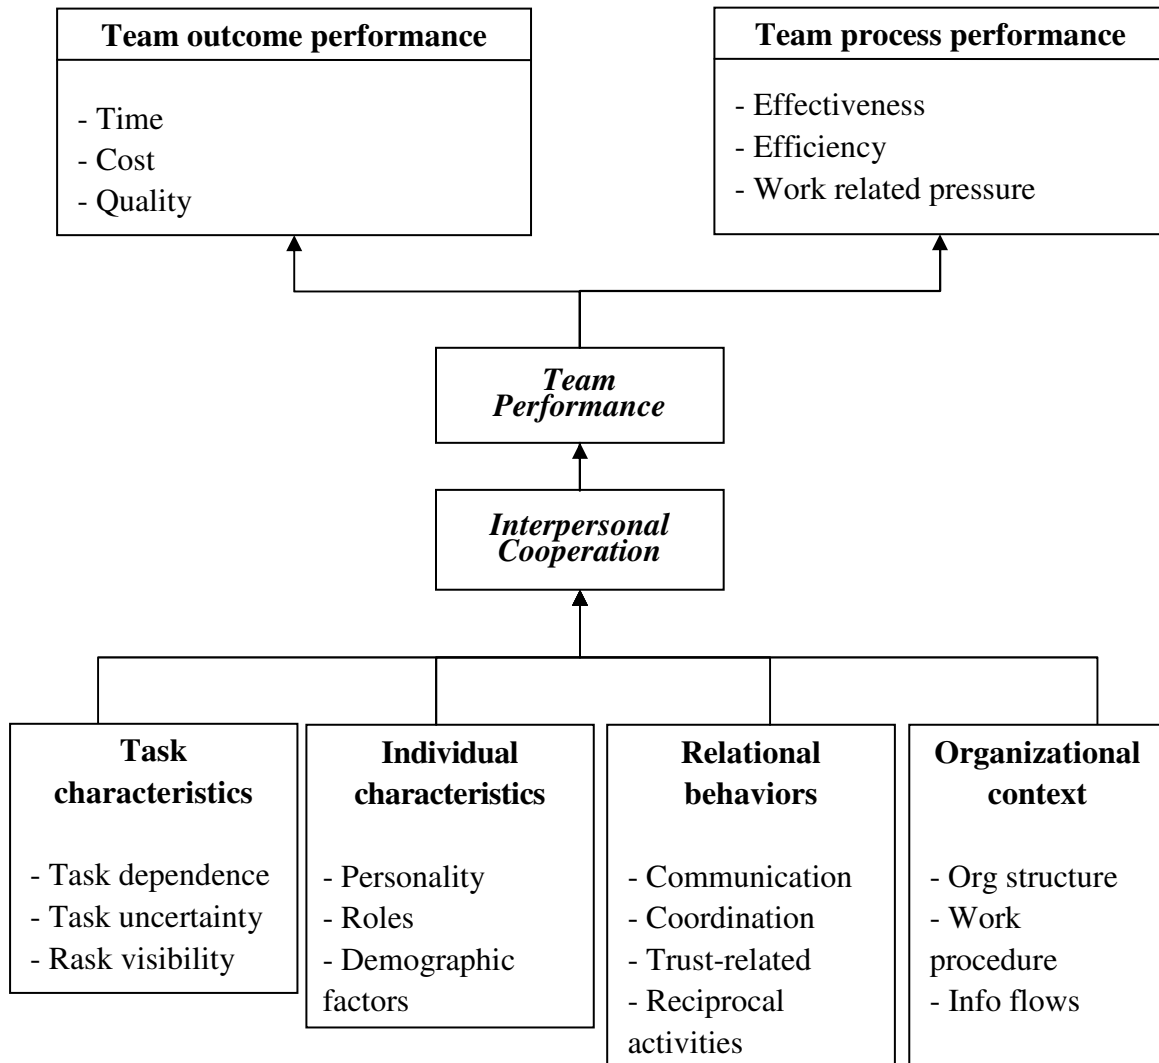 Team outcome performance
- Time
- Cost
- Quality
Team process performance
- Effectiveness
- Efficiency
- Work related pressure
Team
Performance
Interpersonal
Cooperation
Task
characteristics
- Task dependence
- Task uncertainty
- Rask visibility
Individual
characteristics
- Personality
- Roles
- Demographic
factors
Relational
behaviors
- Communication
- Coordination
- Trust-related
- Reciprocal
activities
Organizational
context
- Org structure
- Work
procedure
- Info flows